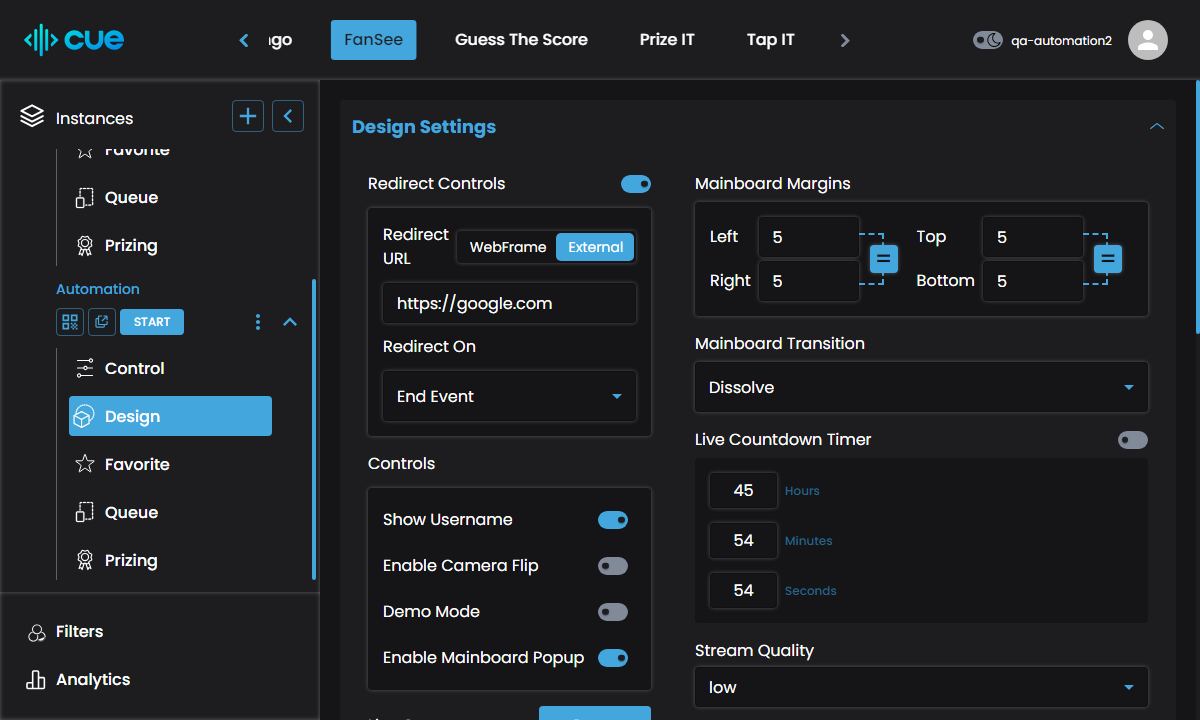 cue
ngo
FanSee
Guess The Score
Prize IT
Tap IT
qa-automation2
Instances
Favorite
Queue
Prizing
Automation
START
Control
Design
Favorite
Queue
Prizing
Filters
Analytics
Design Settings
Redirect Controls
Redirect URL
WebFrame
External
https://google.com
Redirect On
End Event
Controls
Show Username
Enable Camera Flip
Demo Mode
Enable Mainboard Popup
Mainboard Margins
Left
5
Top
5
Right
5
Bottom
5
Mainboard Transition
Dissolve
Live Countdown Timer
45 Hours
54 Minutes
54 Seconds
Stream Quality
low